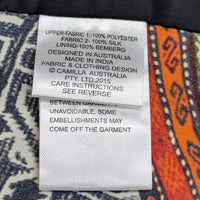 UPPER-FABRIC 1-100% POLYESTER
FABRIC 2- 100% SILK
LINING-100% BEMBERG
DESIGNED IN AUSTRALIA
MADE IN INDIA
FABRIC & CLOTHING DESIGN
© CAMILLA AUSTRALIA
PTY LTD.2015
CARE INSTRUCTIONS
SEE REVERSE
BETWEEN GARMENTS
UNAVOIDABLE, SOME
EMBELLISHMENTS MAY
COME OFF THE GARMENT